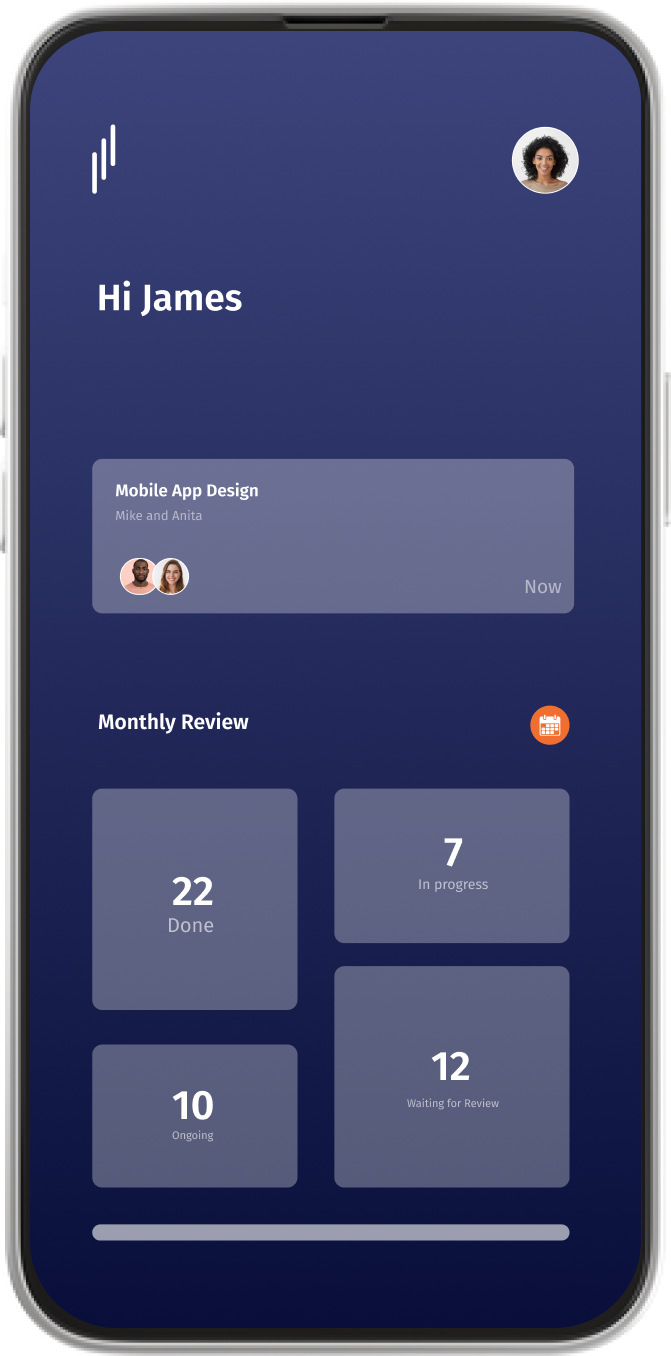 Hi James
Mobile App Design
Mike and Anita
Now
Monthly Review
22
Done
7
In progress
10
Ongoing
12
Waiting for Review